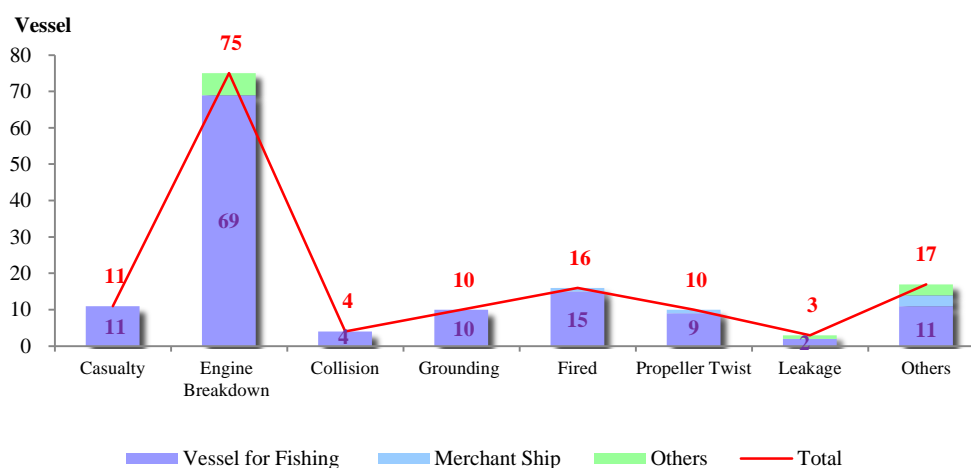 Vessel
80
70
60
50
40
30
20
10
0
75
69
11
11
4
4
10
10
16
15
10
9
3
2
17
11
Casualty
Engine
Breakdown
Collision
Grounding
Fired
Propeller Twist
Leakage
Others
Vessel for Fishing
Merchant Ship
Others
Total